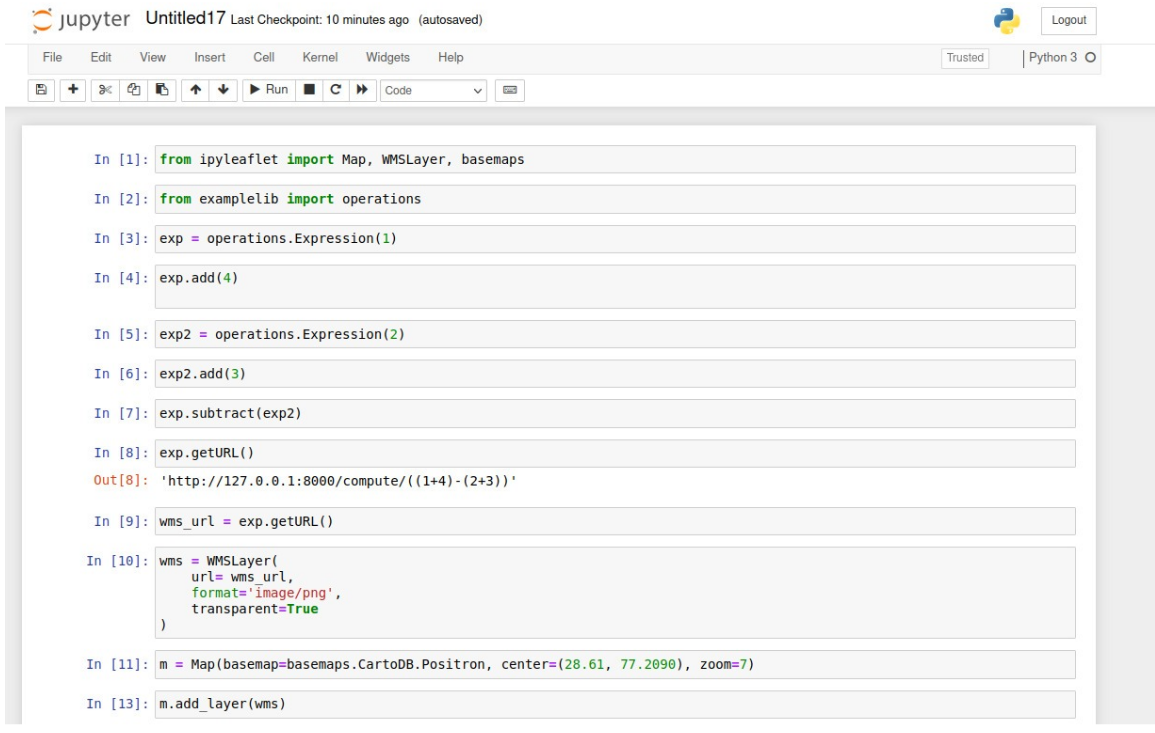 jupyter Untitled17 Last Checkpoint: 10 minutes ago (autosaved) Logout
File Edit View Insert Cell Kernel Widgets Help Trusted Python 3
Run Code
In [1]: from ipyleaflet import Map, WMSLayer, basemaps
In [2]: from examplelib import operations
In [3]: exp = operations.Expression(1)
In [4]: exp.add(4)
In [5]: exp2 = operations.Expression(2)
In [6]: exp2.add(3)
In [7]: exp.subtract(exp2)
In [8]: exp.getURL()
Out[8]: 'http://127.0.0.1:8000/compute/((1+4)-(2+3))'
In [9]: wms_url = exp.getURL()
In [10]: wms = WMSLayer(
url= wms_url,
format='image/png',
transparent=True
)
In [11]: m = Map(basemap=basemaps.CartoDB.Positron, center=(28.61, 77.2090), zoom=7)
In [13]: m.add_layer(wms)